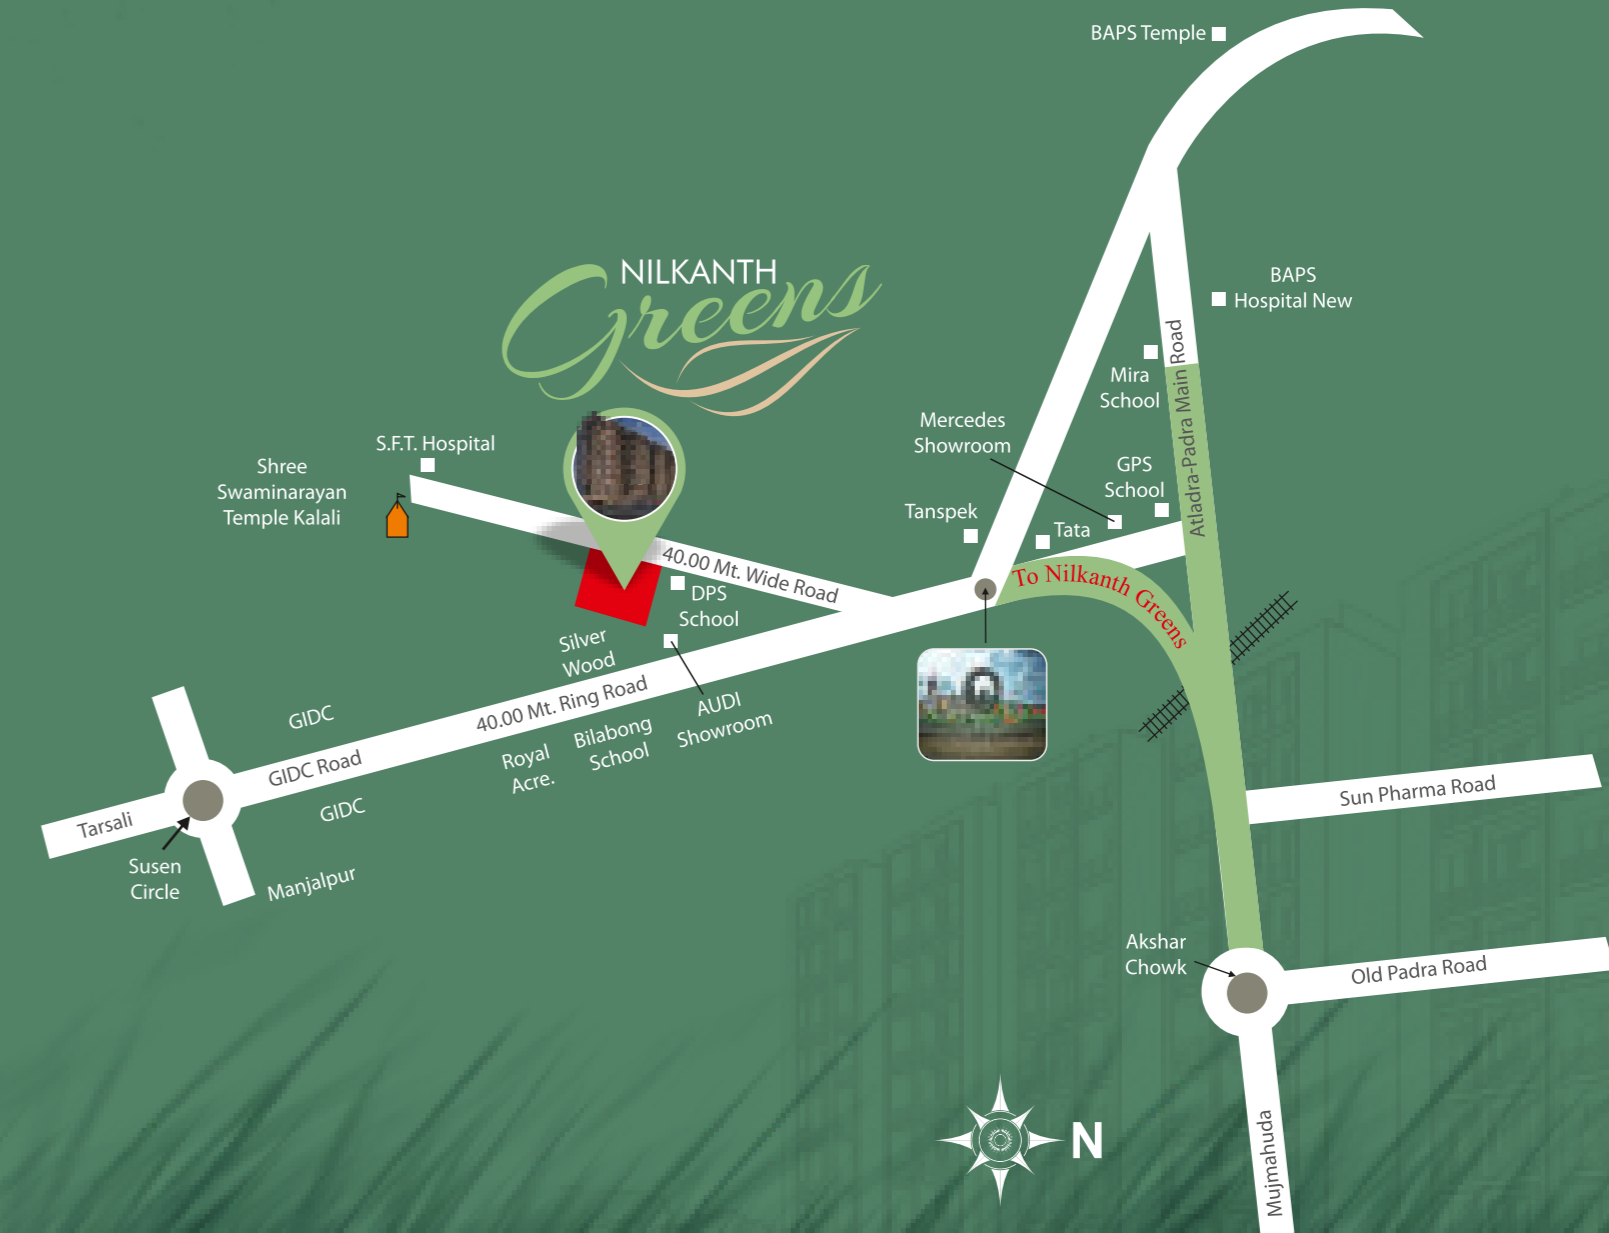 BAPS Temple
NILKANTH
Greens
BAPS
Hospital New
Atladra-Padra Main Road
Mira
School
Mercedes
Showroom
GPS
School
S.F.T. Hospital
Shree
Swaminarayan
Temple Kalali
Tanspek
Tata
40.00 Mt. Wide Road
To Nilkanth Greens
DPS
School
Silver
Wood
40.00 Mt. Ring Road
AUDI
Showroom
Bilabong
School
Royal
Acre.
GIDC
GIDC Road
GIDC
Tarsali
Susen
Circle
Manjalpur
Sun Pharma Road
Akshar
Chowk
Old Padra Road
Mujmahuda
N